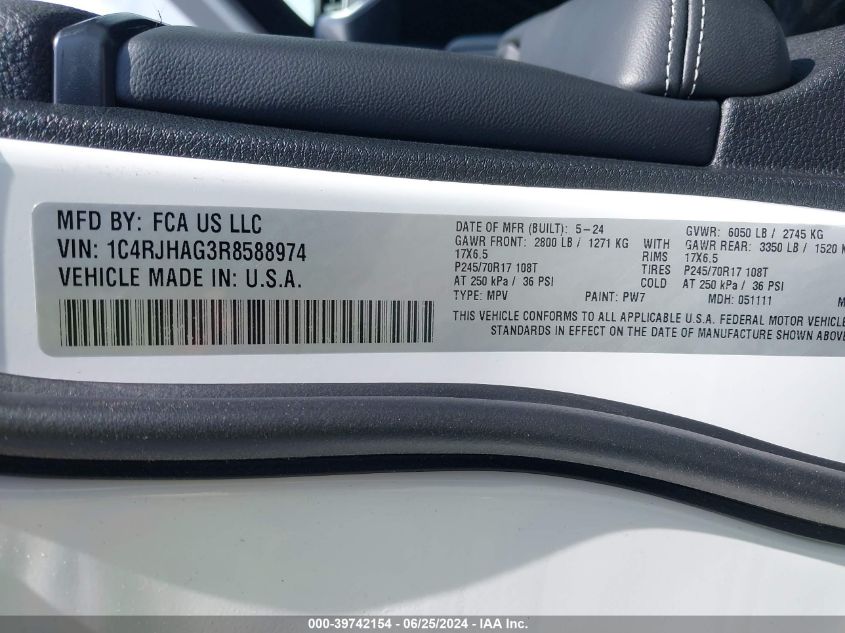 MFD BY: FCA US LLC
VIN: 1C4RJHAG3R8588974
VEHICLE MADE IN: U.S.A.
DATE OF MFR (BUILT): 5-24 GVWR: 6050 LB / 2745 KG
GAWR FRONT: 2800 LB / 1271 KG WITH GAWR REAR: 3350 LB / 1520 K
17X6.5 RIMS 17X6.5
P245/70R17 108T TIRES P245/70R17 108T
AT 250 kPa / 36 PSI COLD AT 250 kPa / 36 PSI
TYPE: MPV PAINT: PW7 MDH: 051111
THIS VEHICLE CONFORMS TO ALL APPLICABLE U.S.A. FEDERAL MOTOR VEHICLE
STANDARDS IN EFFECT ON THE DATE OF MANUFACTURE SHOWN ABOVE
000-39742154 - 06/25/2024 - IAA Inc.